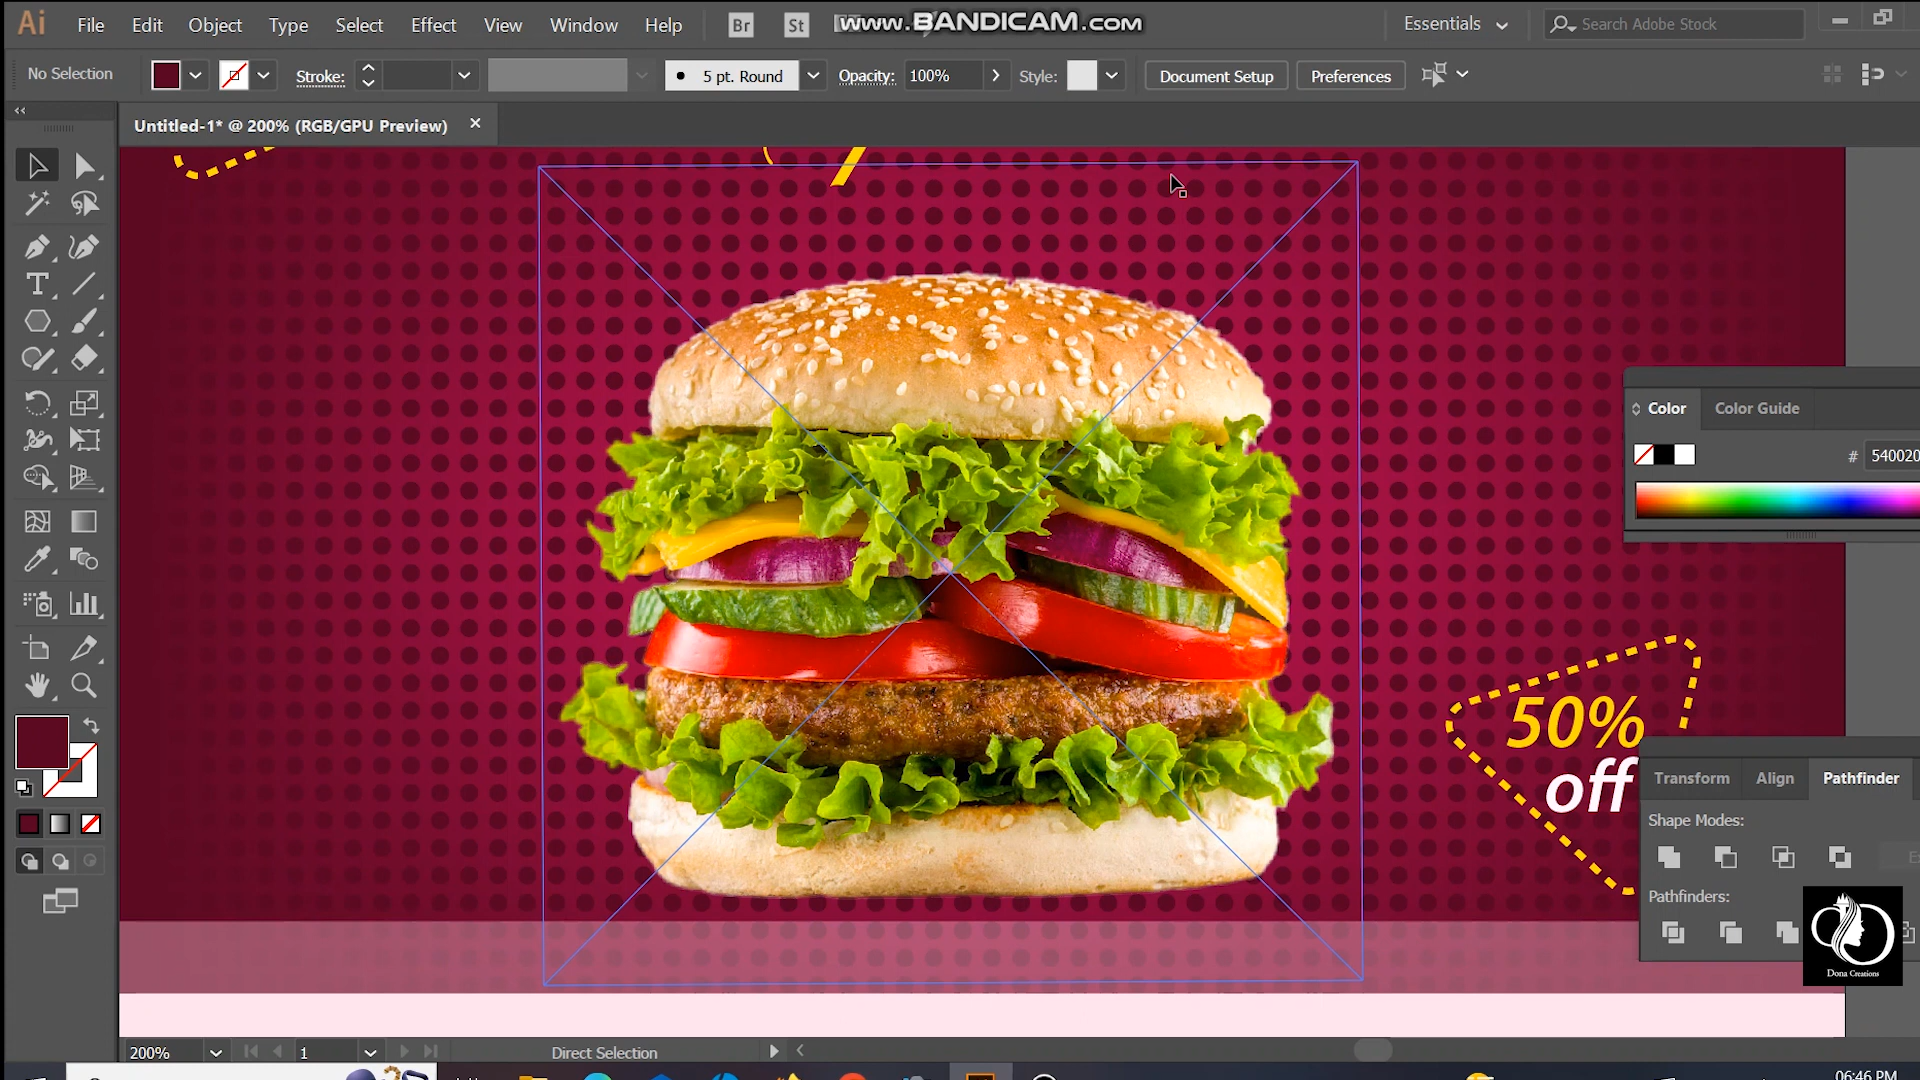 Ai File Edit Object Type Select Effect View Window Help Br St www.BANDICAM.com Essentials Search Adobe Stock
No Selection Stroke: 5 pt. Round Opacity: 100% Style: Document Setup Preferences
Untitled-1* @ 200% (RGB/GPU Preview)
Color Color Guide
# 540020
50%
off
Transform Align Pathfinder
Shape Modes:
Pathfinders:
Dona Creations
200% 1 Direct Selection
06:46 PM